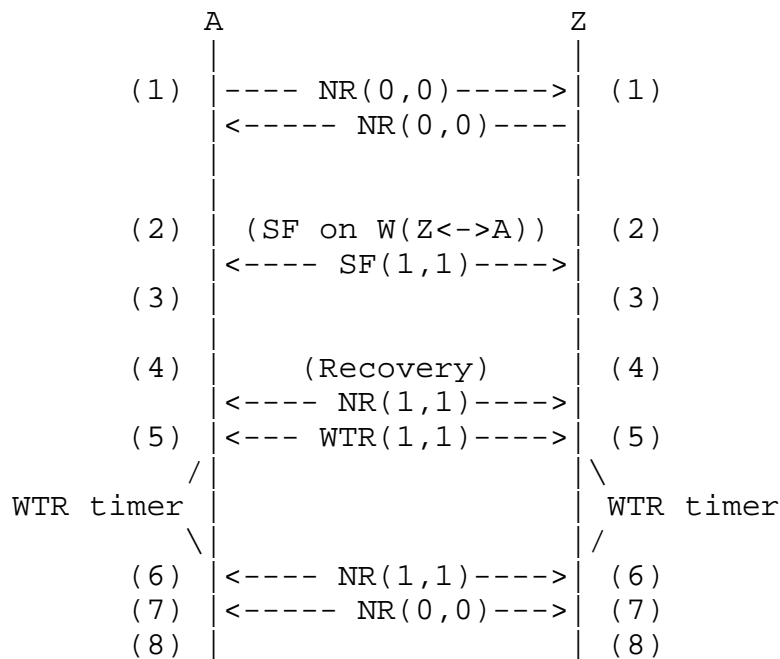 A Z
| |
(1) |---- NR(0,0)----->| (1)
|<----- NR(0,0)----|
| |
| |
(2) | (SF on W(Z<->A)) | (2)
|<---- SF(1,1)---->|
(3) | | (3)
| |
(4) | (Recovery) | (4)
|<---- NR(1,1)---->|
(5) |<--- WTR(1,1)---->| (5)
/| |\
WTR timer | | WTR timer
\| |/
(6) |<---- NR(1,1)---->| (6)
(7) |<----- NR(0,0)--->| (7)
(8) | | (8)